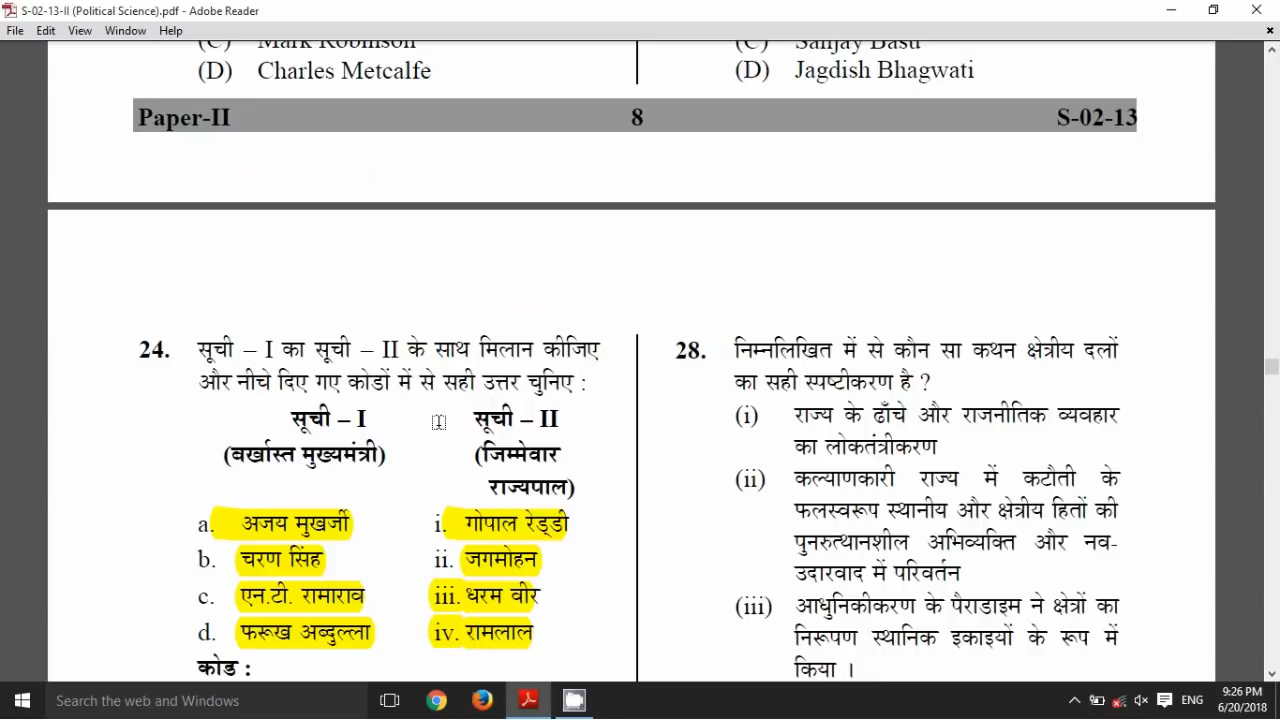 S-02-13-II (Political Science).pdf - Adobe Reader
File Edit View Window Help
(C) Mark Robinson
(D) Charles Metcalfe
(C) Sanjay Basu
(D) Jagdish Bhagwati
Paper-II 8 S-02-13
24. सूची – I का सूची – II के साथ मिलान कीजिए
और नीचे दिए गए कोडों में से सही उत्तर चुनिए :
सूची – I सूची – II
(बर्खास्त मुख्यमंत्री) (जिम्मेवार
राज्यपाल)
a. अजय मुखर्जी i. गोपाल रेड्डी
b. चरण सिंह ii. जगमोहन
c. एन.टी. रामाराव iii. धरम वीर
d. फरूख अब्दुल्ला iv. रामलाल
कोड :
28. निम्नलिखित में से कौन सा कथन क्षेत्रीय दलों
का सही स्पष्टीकरण है ?
(i) राज्य के ढाँचे और राजनीतिक व्यवहार
का लोकतंत्रीकरण
(ii) कल्याणकारी राज्य में कटौती के
फलस्वरूप स्थानीय और क्षेत्रीय हितों की
पुनरुत्थानशील अभिव्यक्ति और नव-
उदारवाद में परिवर्तन
(iii) आधुनिकीकरण के पैराडाइम ने क्षेत्रों का
निरूपण स्थानिक इकाइयों के रूप में
किया ।
Search the web and Windows
ENG
9:26 PM
6/20/2018